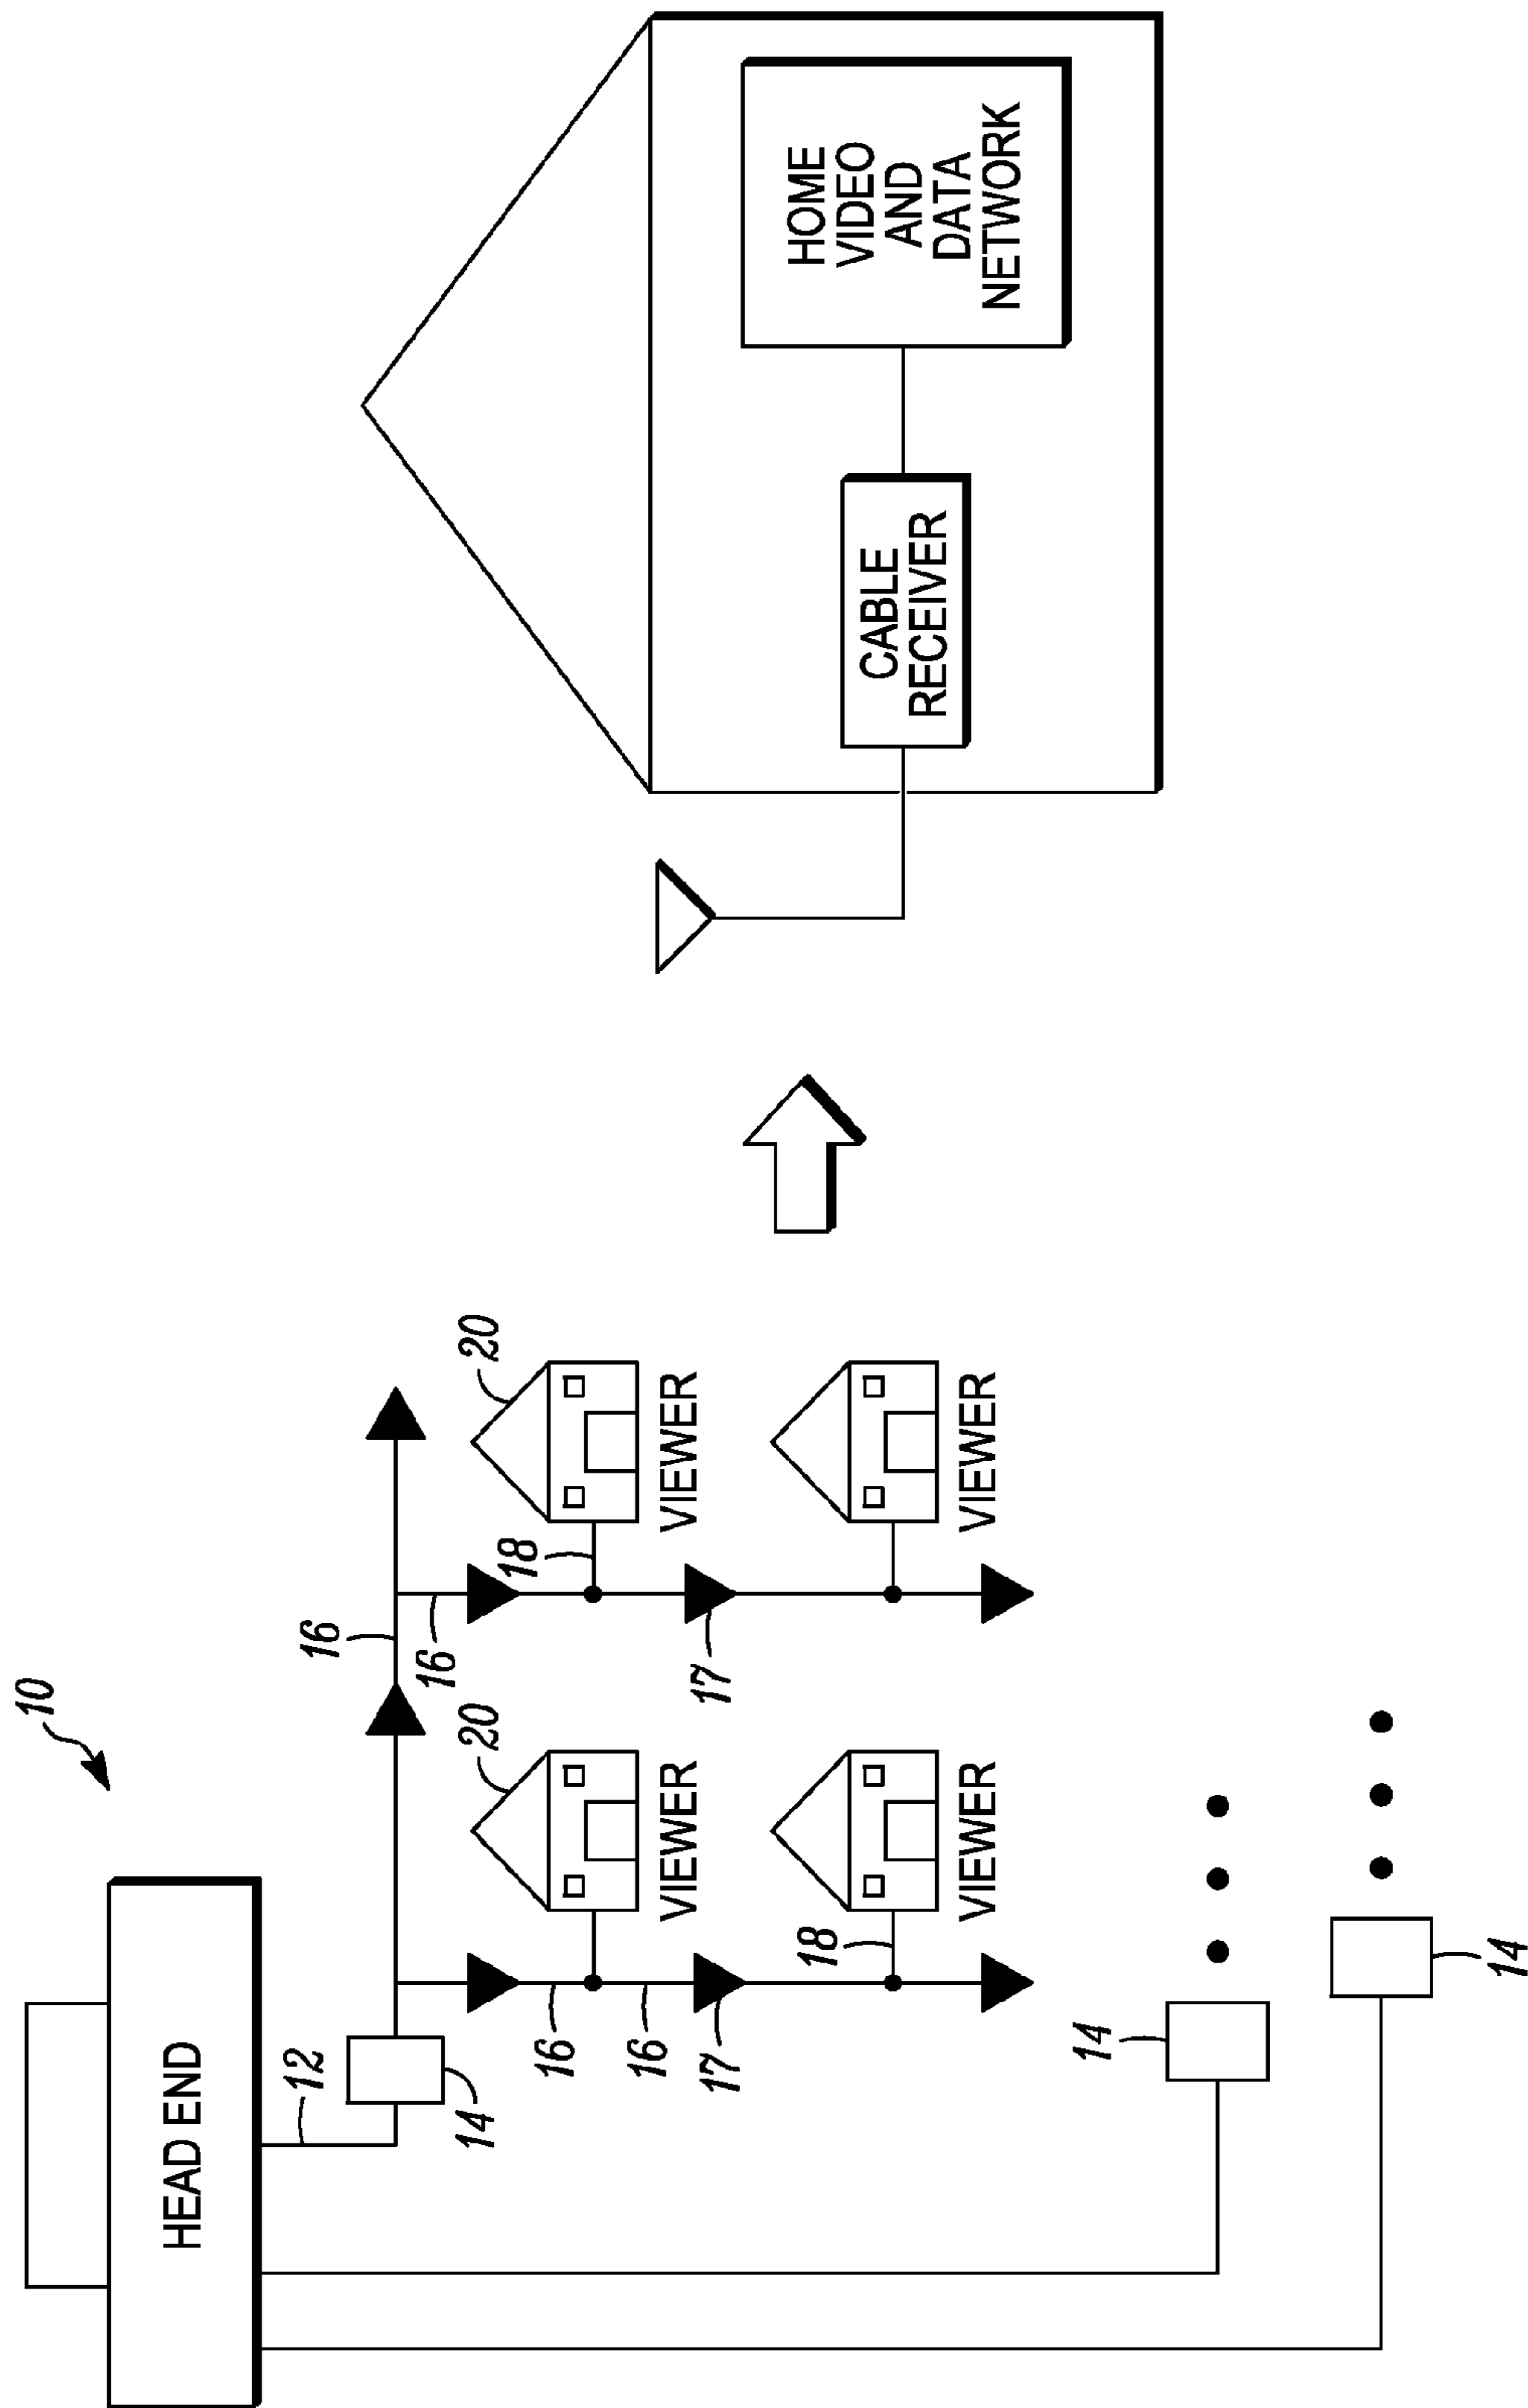 10
HEAD END
12
16
16
14
20
20
18
16
16
VIEWER
VIEWER
17
17
18
VIEWER
VIEWER
14
14
CABLE
RECEIVER
HOME
VIDEO
AND
DATA
NETWORK